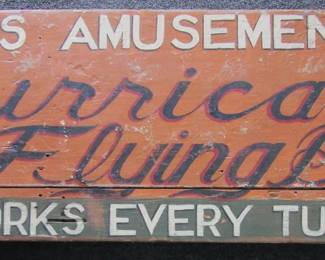 S AMUSEMEN
urrica
Flying B
ORKS EVERY TU